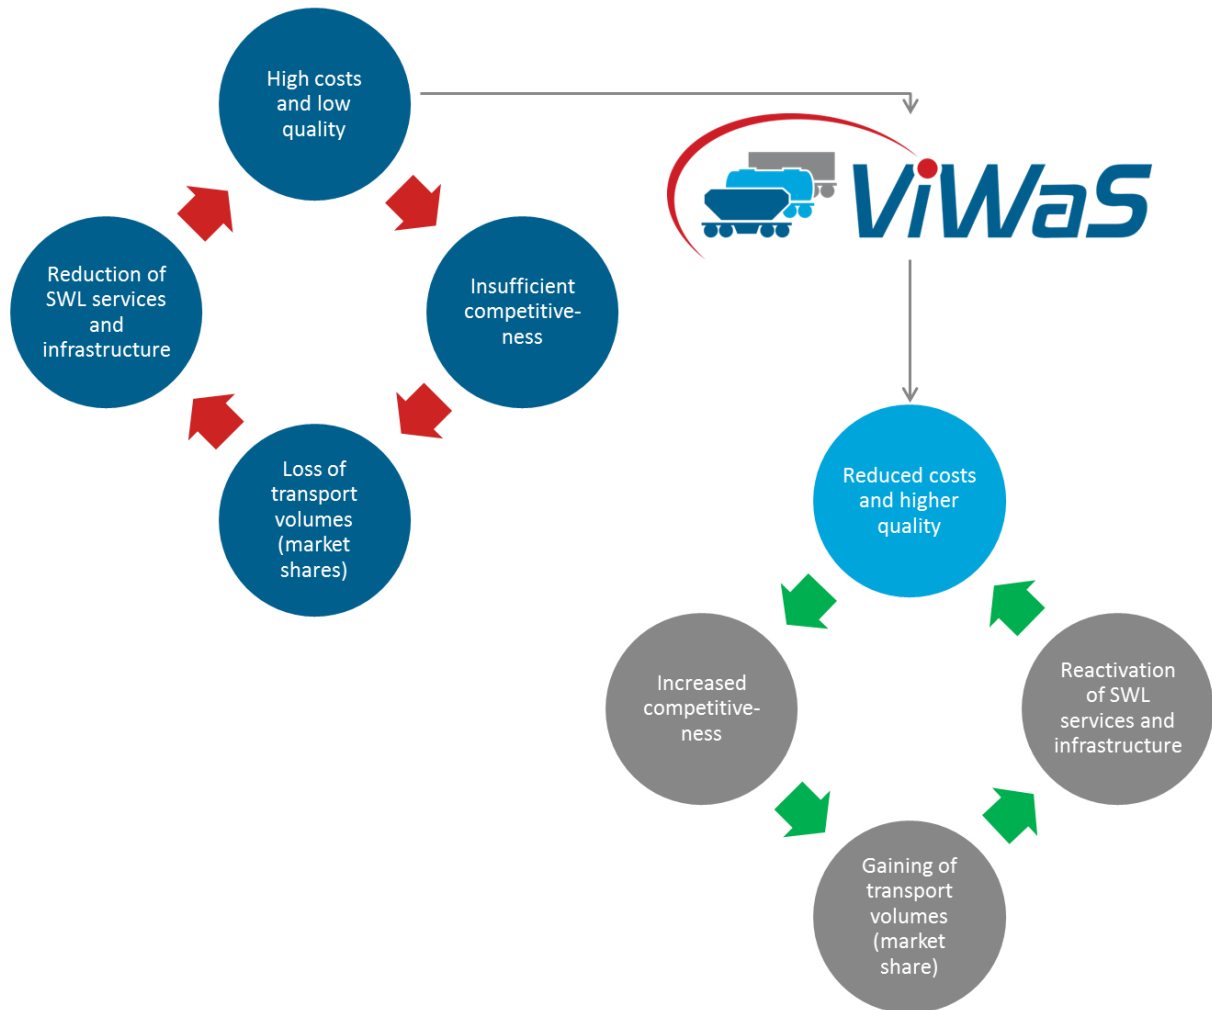 High costs
and low
quality
ViWaS
Reduction of
SWL services
and
infrastructure
Insufficient
competitive-
ness
Loss of
transport
volumes
(market
shares)
Reduced costs
and higher
quality
Increased
competitive-
ness
Reactivation
of SWL
services and
infrastructure
Gaining of
transport
volumes
(market
share)